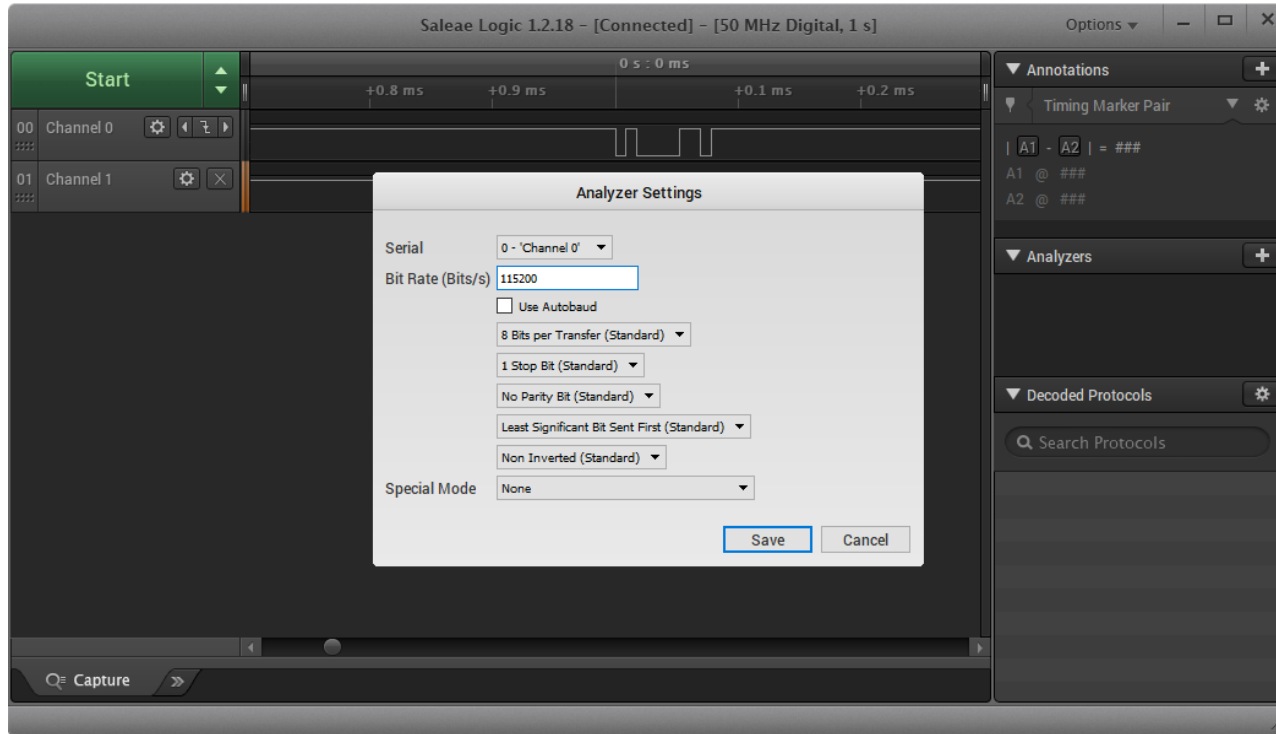 Saleae Logic 1.2.18 - [Connected] - [50 MHz Digital, 1 s]
Options
Start
0 s : 0 ms
+0.8 ms +0.9 ms +0.1 ms +0.2 ms
00 Channel 0
01 Channel 1
Analyzer Settings
Serial 0 - 'Channel 0'
Bit Rate (Bits/s) 115200
Use Autobaud
8 Bits per Transfer (Standard)
1 Stop Bit (Standard)
No Parity Bit (Standard)
Least Significant Bit Sent First (Standard)
Non Inverted (Standard)
Special Mode None
Save Cancel
Annotations
Timing Marker Pair
| A1 - A2 | = ###
A1 @ ###
A2 @ ###
Analyzers
Decoded Protocols
Search Protocols
Capture